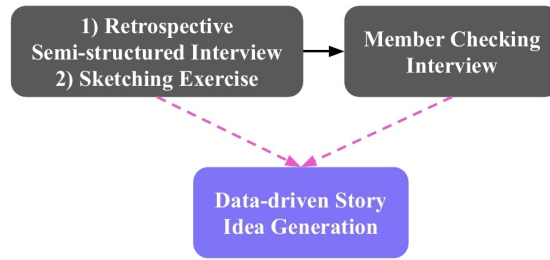 1) Retrospective
Semi-structured Interview
2) Sketching Exercise
Member Checking
Interview
Data-driven Story
Idea Generation